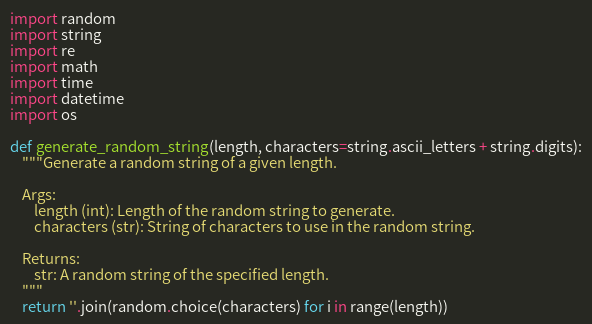 import random
import string
import re
import math
import time
import datetime
import os
def generate_random_string(length, characters=string.ascii_letters + string.digits):
"""Generate a random string of a given length.
Args:
length (int): Length of the random string to generate.
characters (str): String of characters to use in the random string.
Returns:
str: A random string of the specified length.
"""
return ''.join(random.choice(characters) for i in range(length))